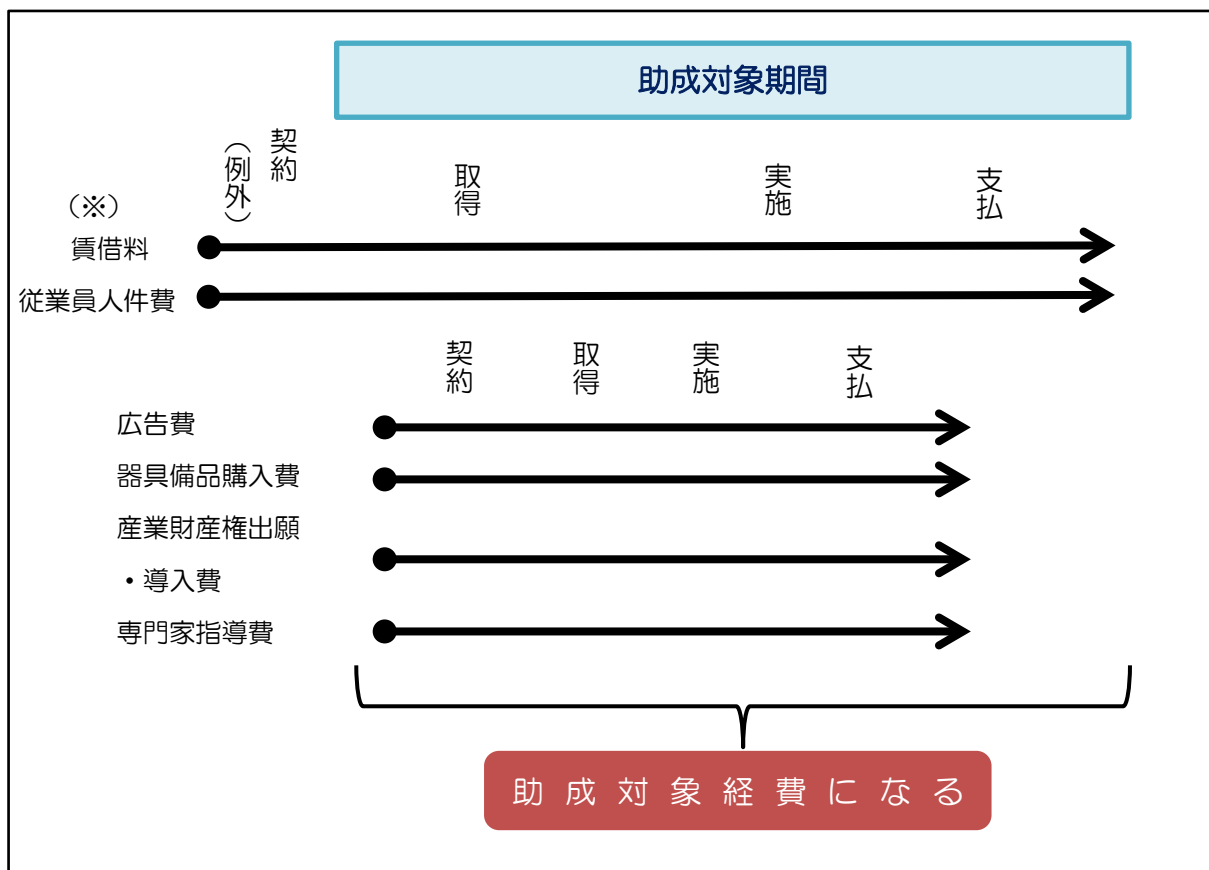 助成対象期間
契約
（例外）
取得
実施
支払
（※）
賃借料
従業員人件費
契約
取得
実施
支払
広告費
器具備品購入費
産業財産権出願
・導入費
専門家指導費
助成対象経費になる